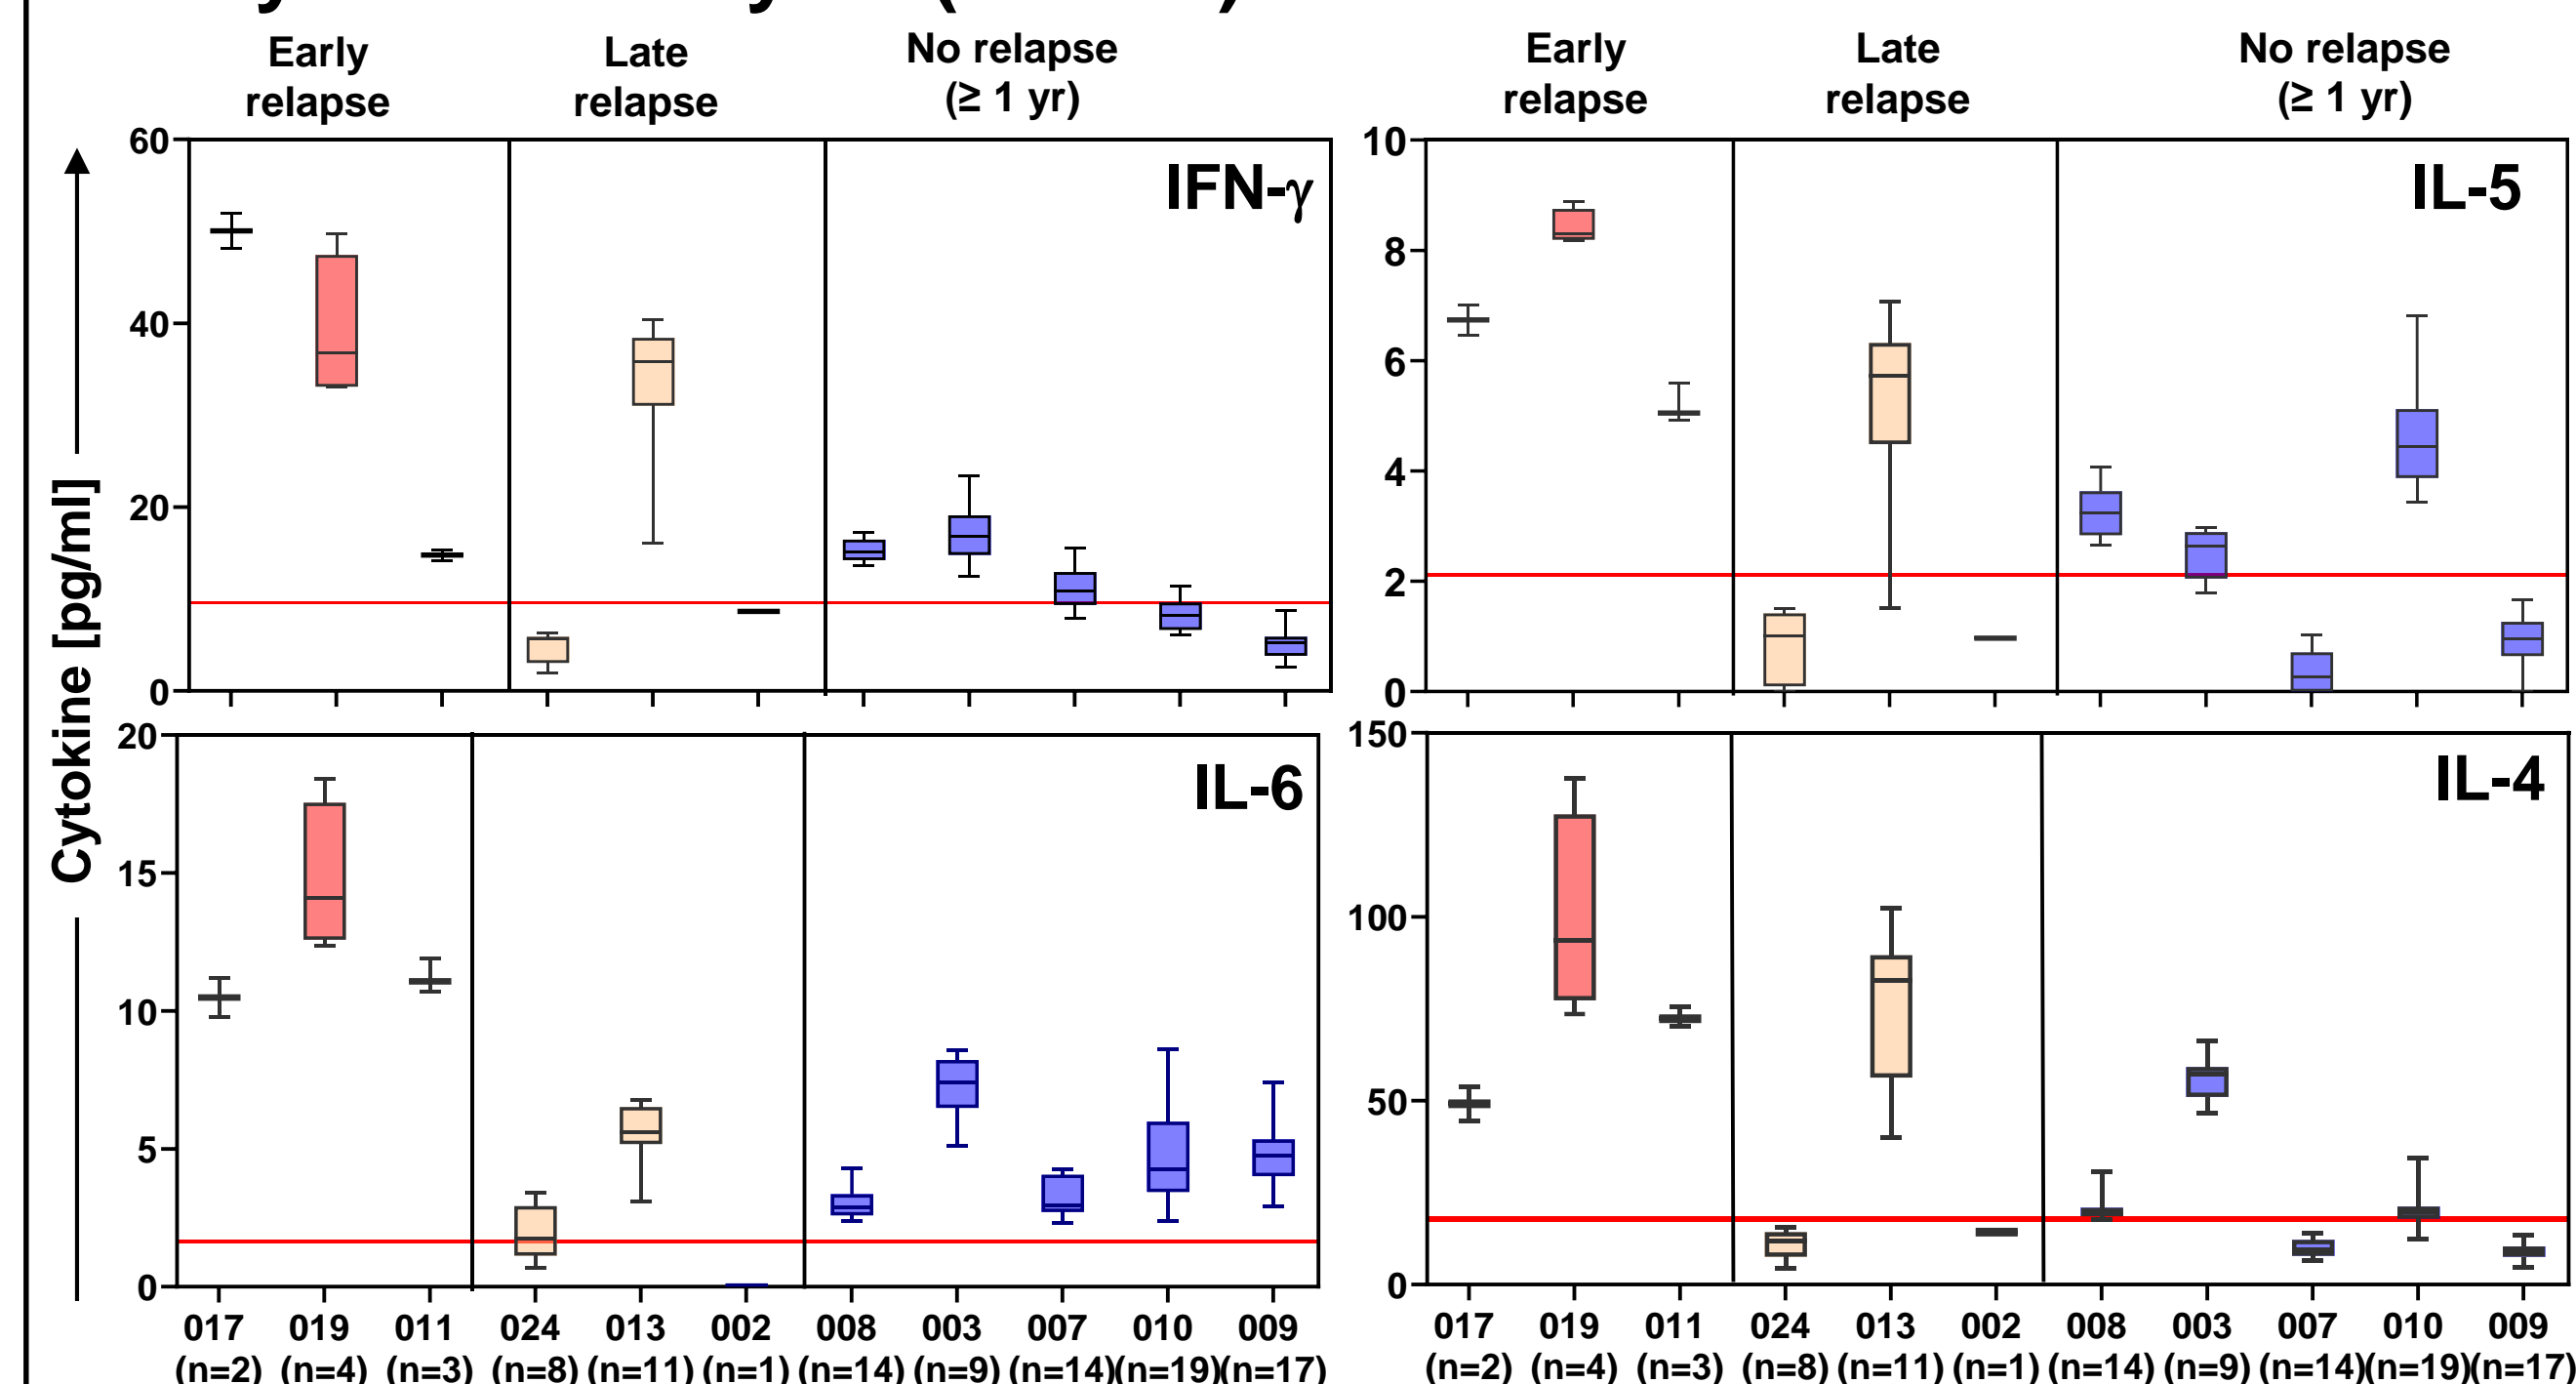 Early relapse
Late relapse
No relapse (≥ 1 yr)
Early relapse
Late relapse
No relapse (≥ 1 yr)
Cytokine [pg/ml]
60
40
20
0
IFN-γ
10
8
6
4
2
0
IL-5
20
15
10
5
0
IL-6
150
100
50
0
IL-4
017 019 011 024 013 002 008 003 007 010 009
(n=2) (n=4) (n=3) (n=8) (n=11) (n=1) (n=14) (n=9) (n=14) (n=19) (n=17)
017 019 011 024 013 002 008 003 007 010 009
(n=2) (n=4) (n=3) (n=8) (n=11) (n=1) (n=14) (n=9) (n=14) (n=19) (n=17)